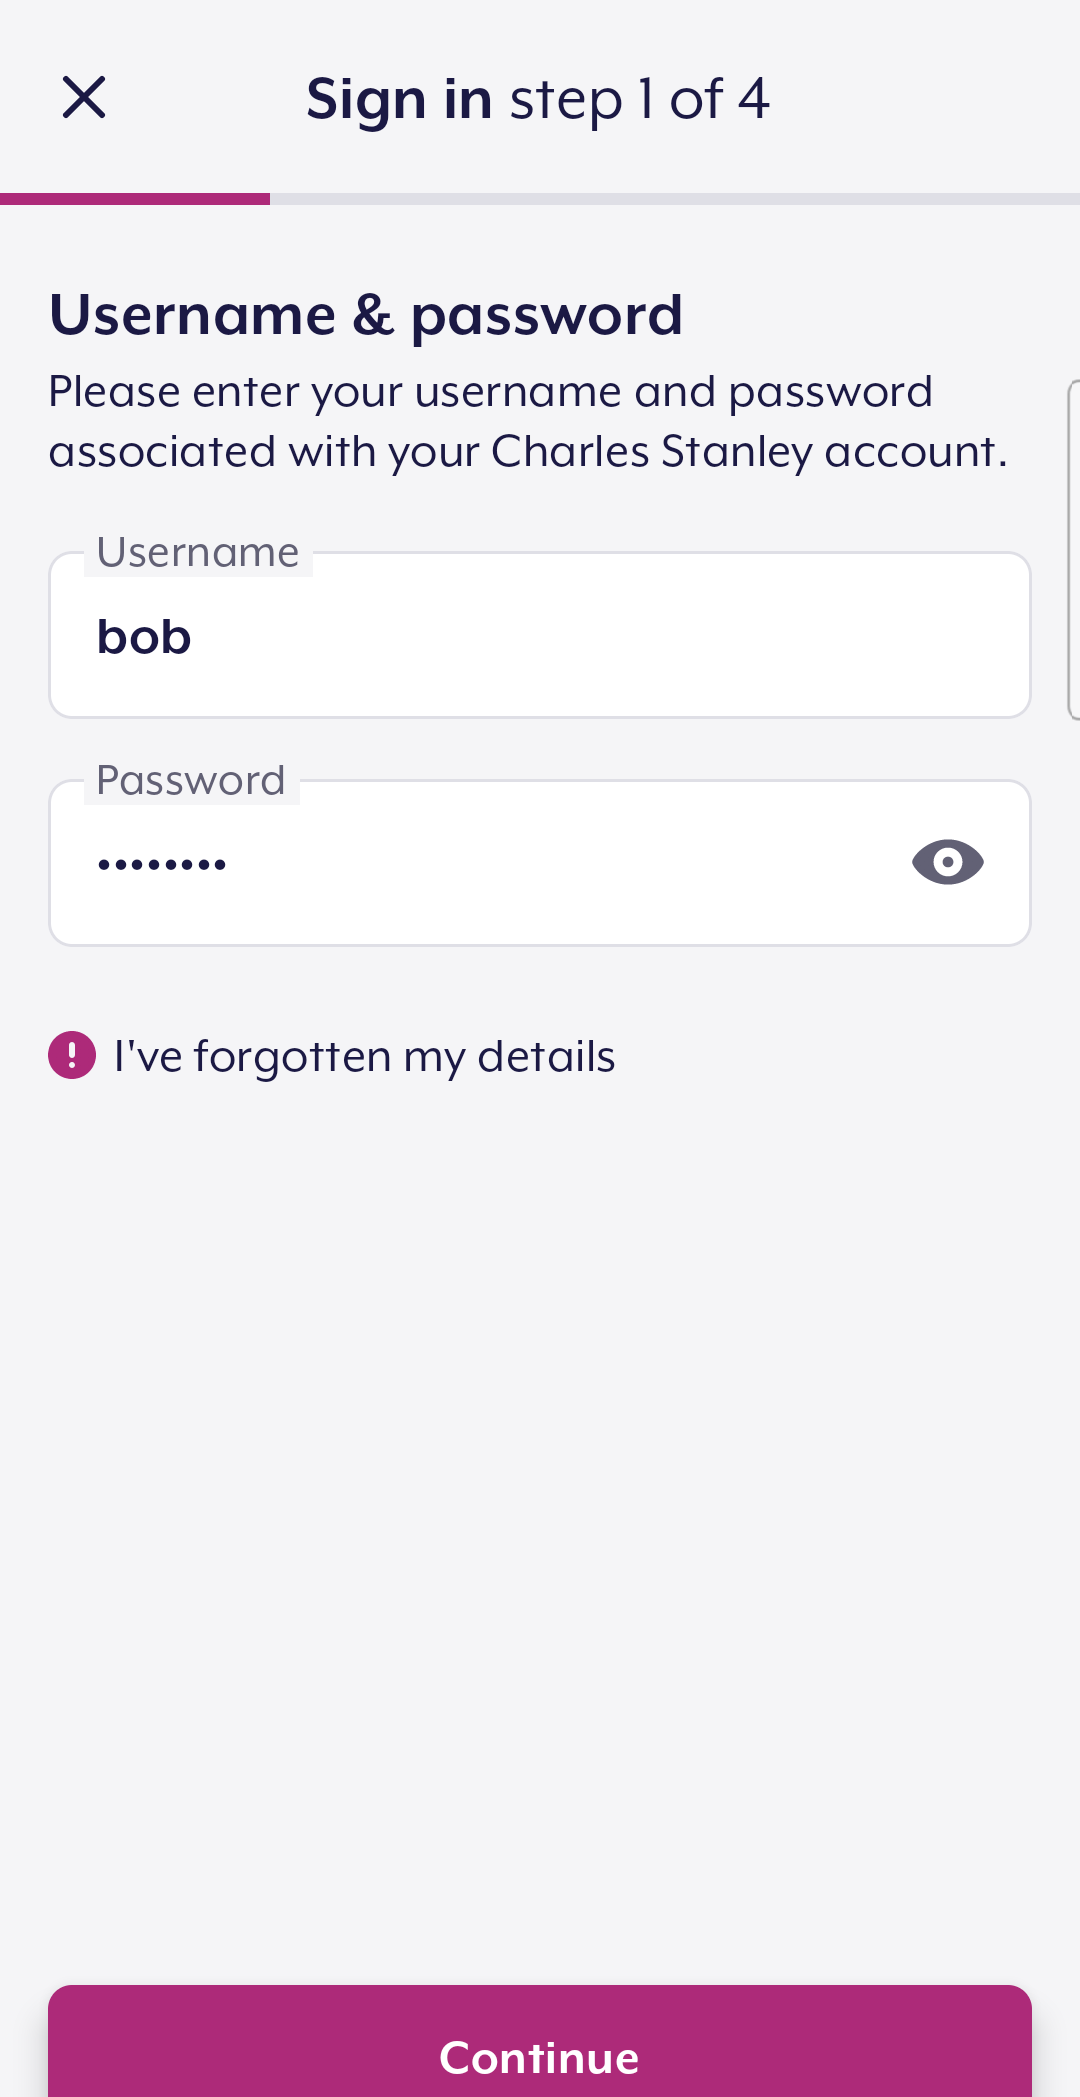 Sign in step 1 of 4
Username & password
Please enter your username and password
associated with your Charles Stanley account.
Username
bob
Password
••••••••
I've forgotten my details
Continue